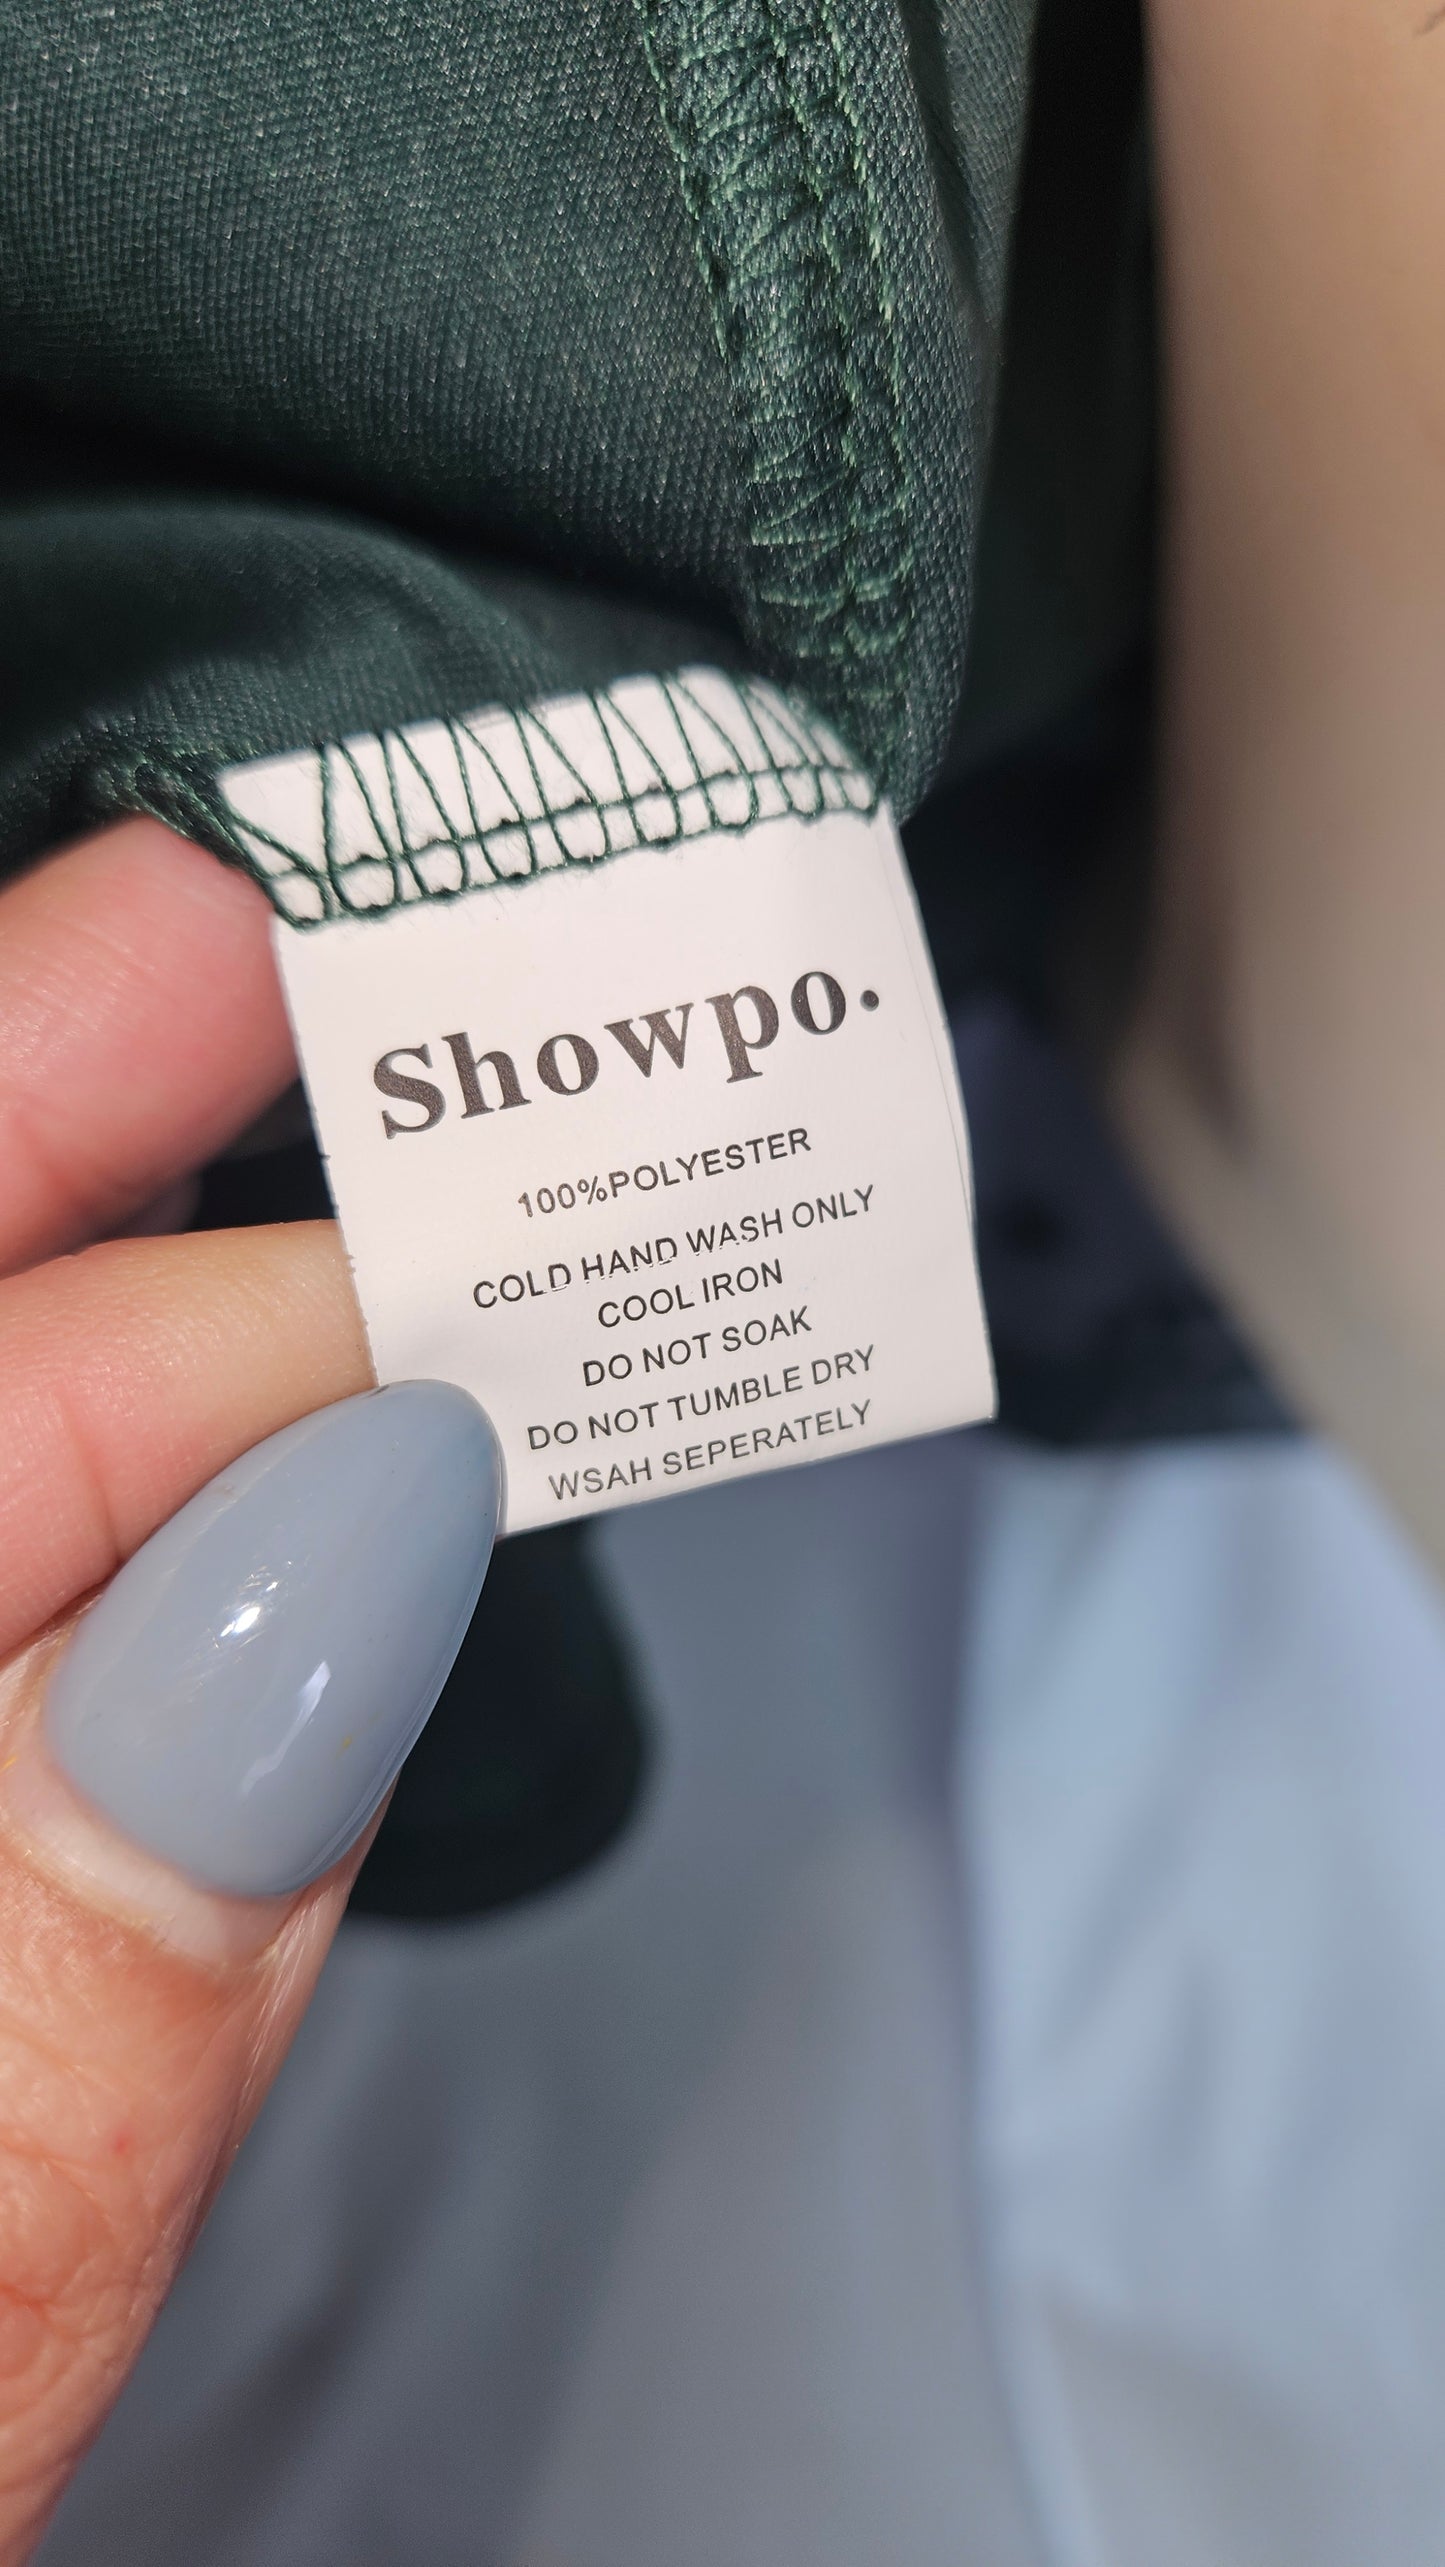 Showpo.
100%POLYESTER
COLD HAND WASH ONLY
COOL IRON
DO NOT SOAK
DO NOT TUMBLE DRY
WSAH SEPERATELY